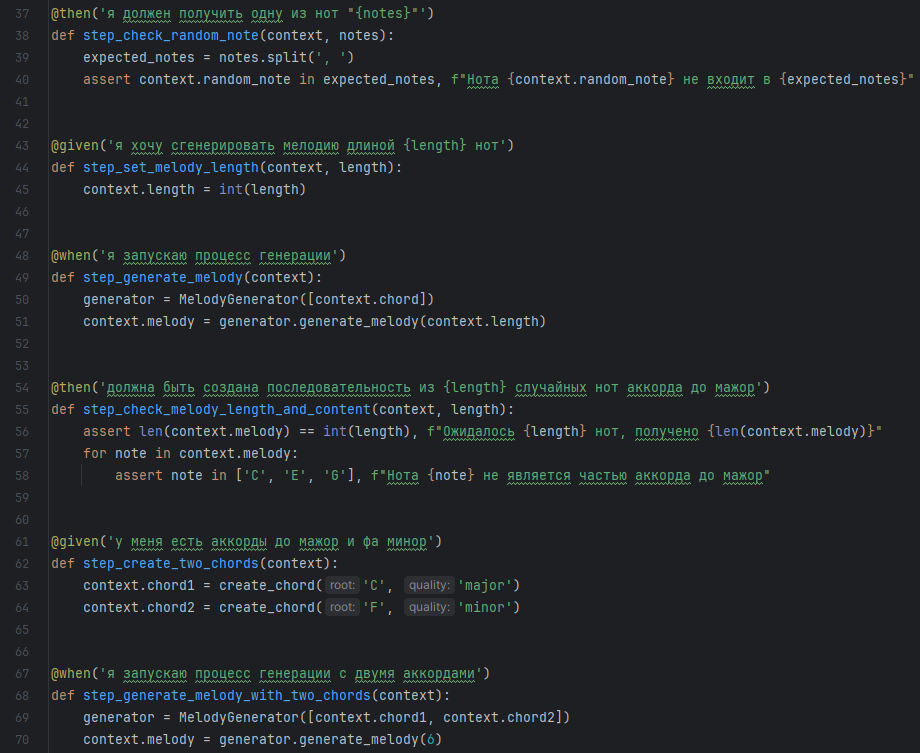 37 @then('я должен получить одну из нот "{notes}"')
38 def step_check_random_note(context, notes):
39     expected_notes = notes.split(', ')
40     assert context.random_note in expected_notes, f"Нота {context.random_note} не входит в {expected_notes}"
41
42
43 @given('я хочу сгенерировать мелодию длиной {length} нот')
44 def step_set_melody_length(context, length):
45     context.length = int(length)
46
47
48 @when('я запускаю процесс генерации')
49 def step_generate_melody(context):
50     generator = MelodyGenerator([context.chord])
51     context.melody = generator.generate_melody(context.length)
52
53
54 @then('должна быть создана последовательность из {length} случайных нот аккорда до мажор')
55 def step_check_melody_length_and_content(context, length):
56     assert len(context.melody) == int(length), f"Ожидалось {length} нот, получено {len(context.melody)}"
57     for note in context.melody:
58         assert note in ['C', 'E', 'G'], f"Нота {note} не является частью аккорда до мажор"
59
60
61 @given('у меня есть аккорды до мажор и фа минор')
62 def step_create_two_chords(context):
63     context.chord1 = create_chord( root: 'C', quality: 'major')
64     context.chord2 = create_chord( root: 'F', quality: 'minor')
65
66
67 @when('я запускаю процесс генерации с двумя аккордами')
68 def step_generate_melody_with_two_chords(context):
69     generator = MelodyGenerator([context.chord1, context.chord2])
70     context.melody = generator.generate_melody(6)